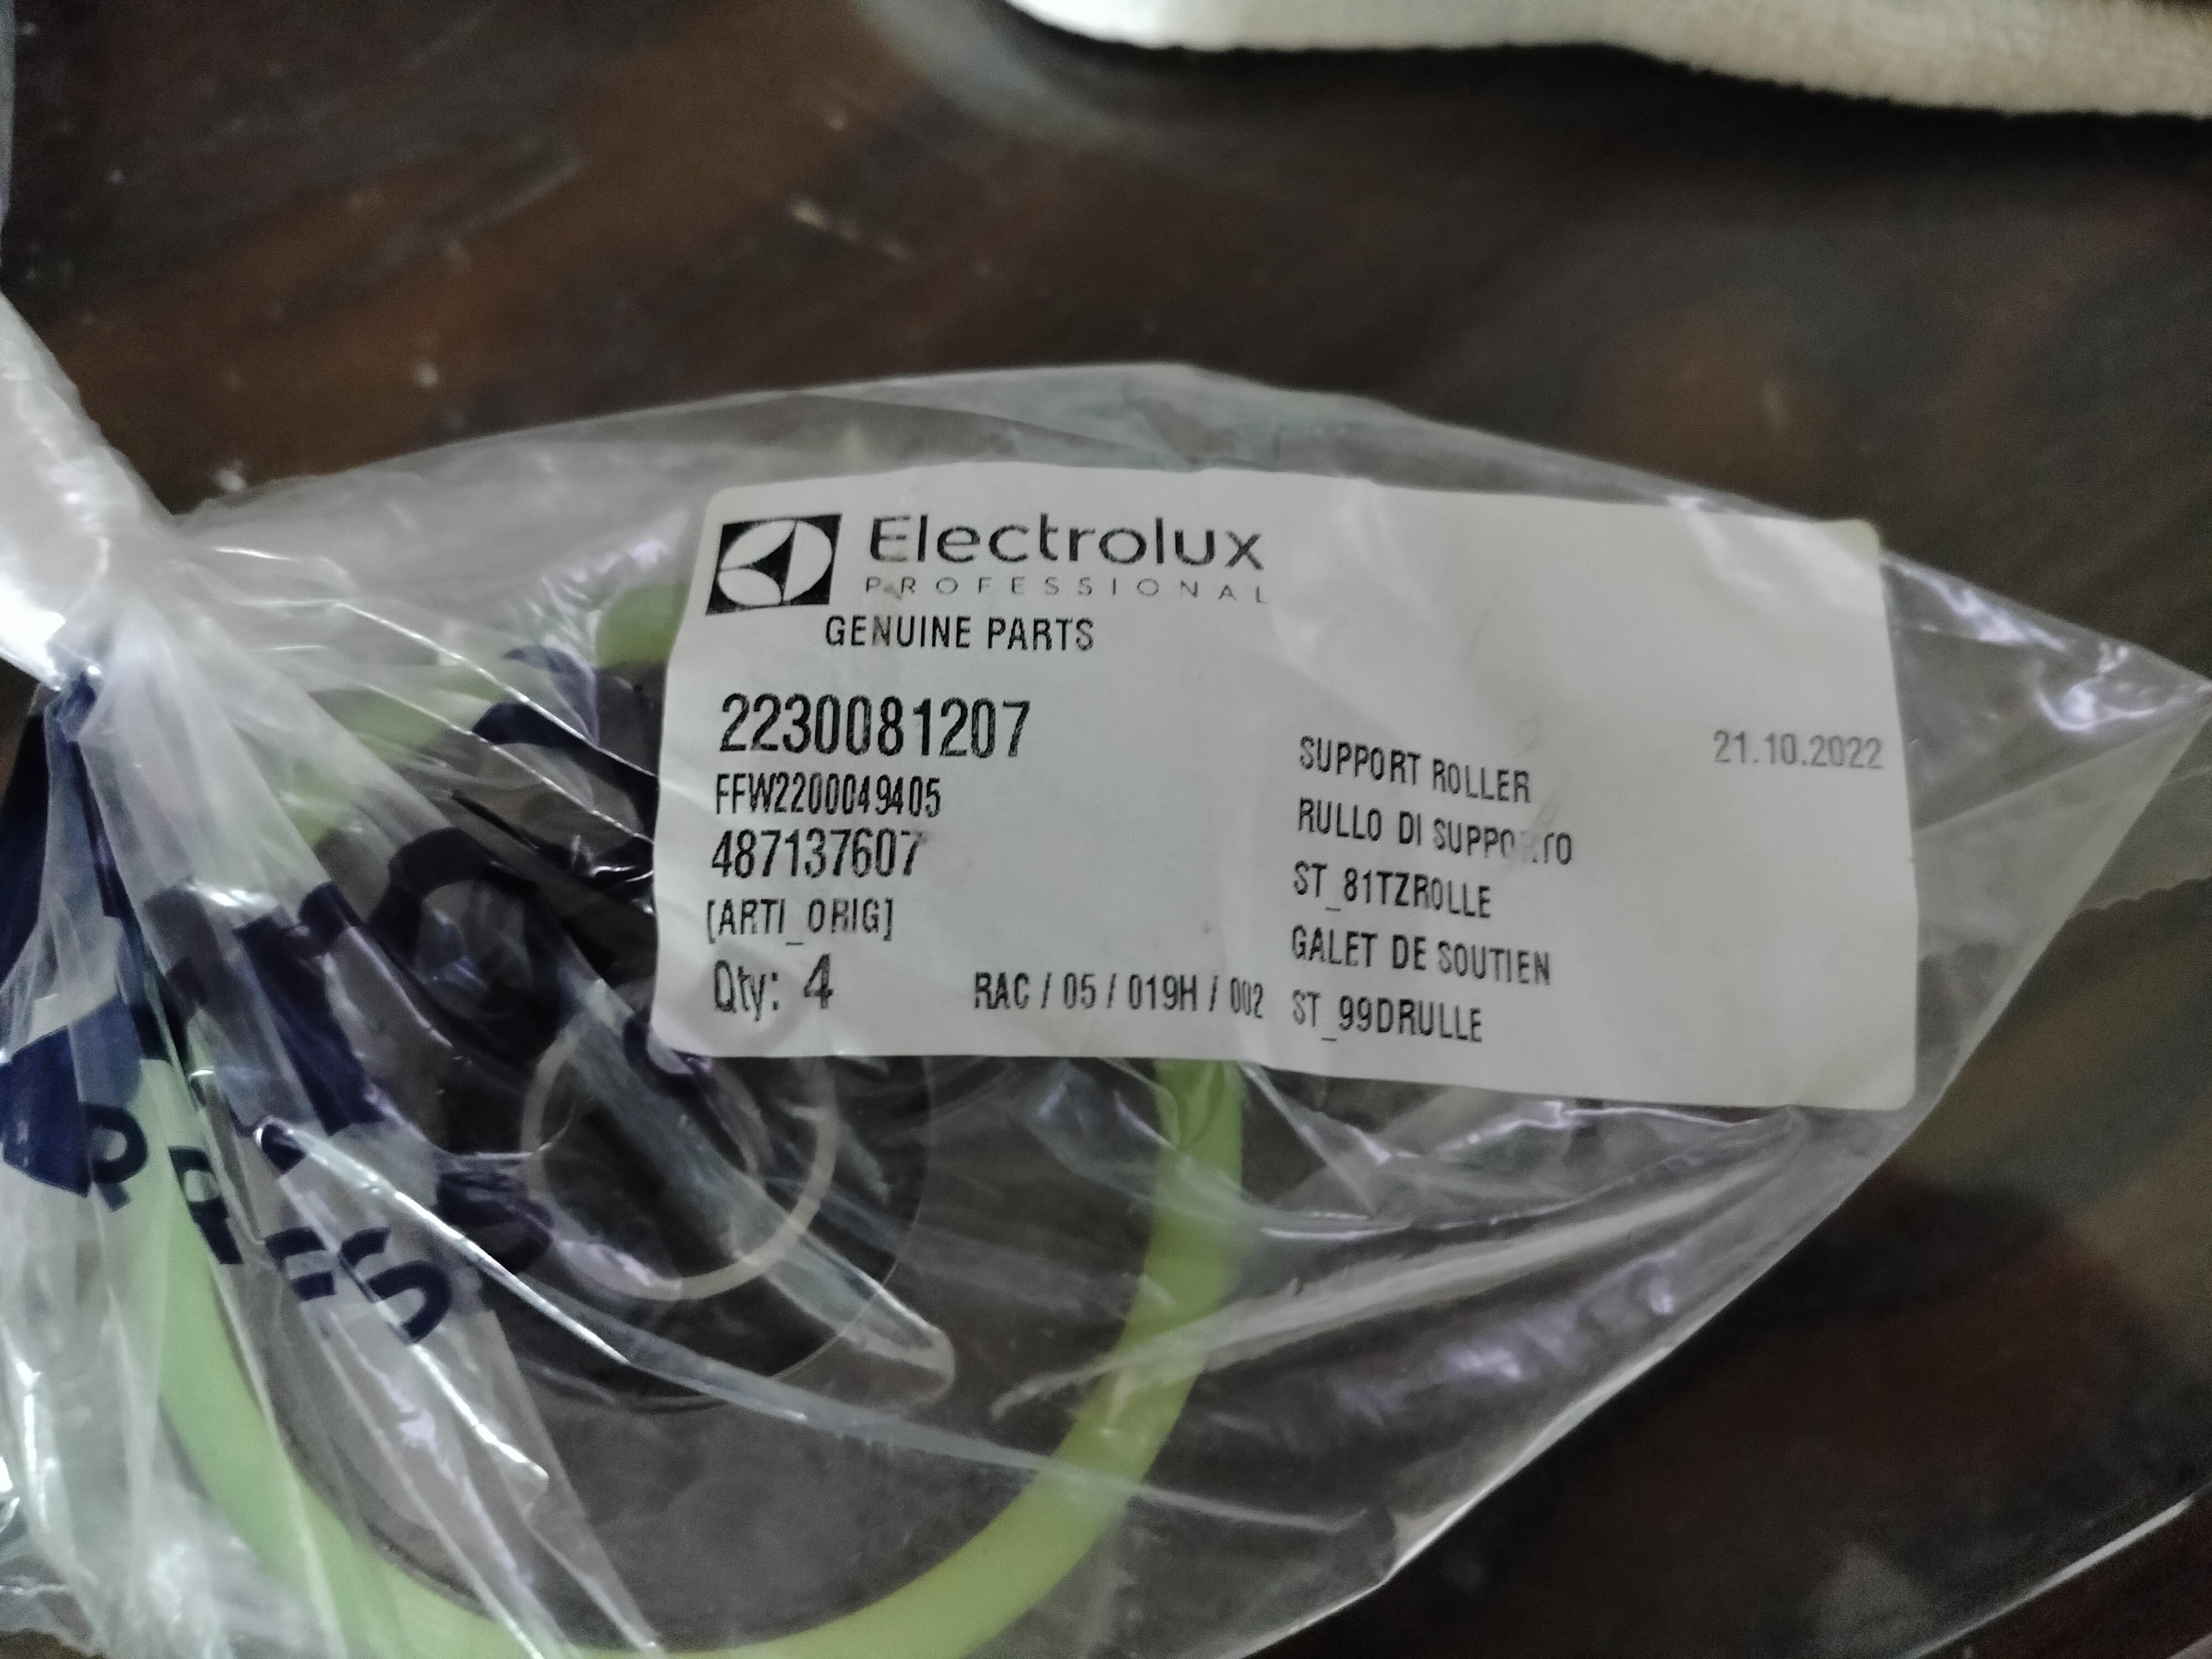 Electrolux
PROFESSIONAL
GENUINE PARTS
2230081207
FFW2200049405
487137607
[ARTI_ORIG]
Qty: 4
RAC / 05 / 019H / 002
21.10.2022
SUPPORT ROLLER
RULLO DI
ST_81TZROLLE
GALET DE SOUTIEN
ST_99DRULLE